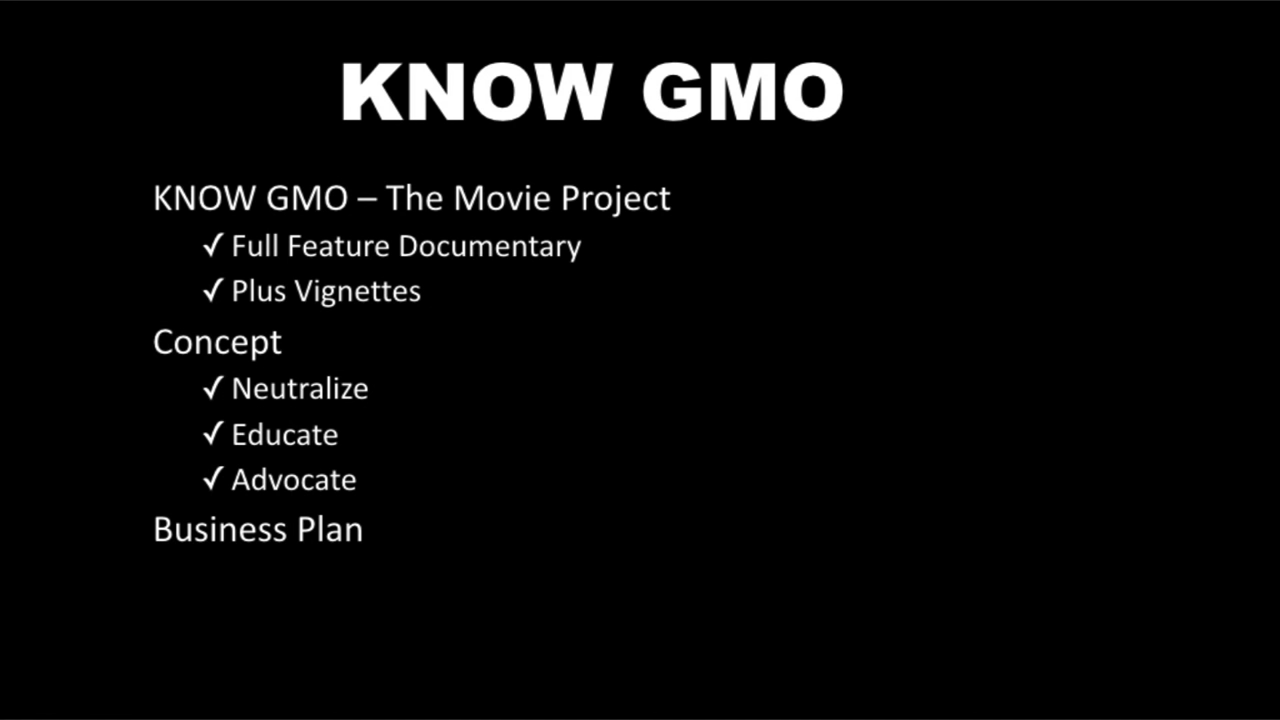 KNOW GMO
KNOW GMO – The Movie Project
✓ Full Feature Documentary
✓ Plus Vignettes
Concept
✓ Neutralize
✓ Educate
✓ Advocate
Business Plan